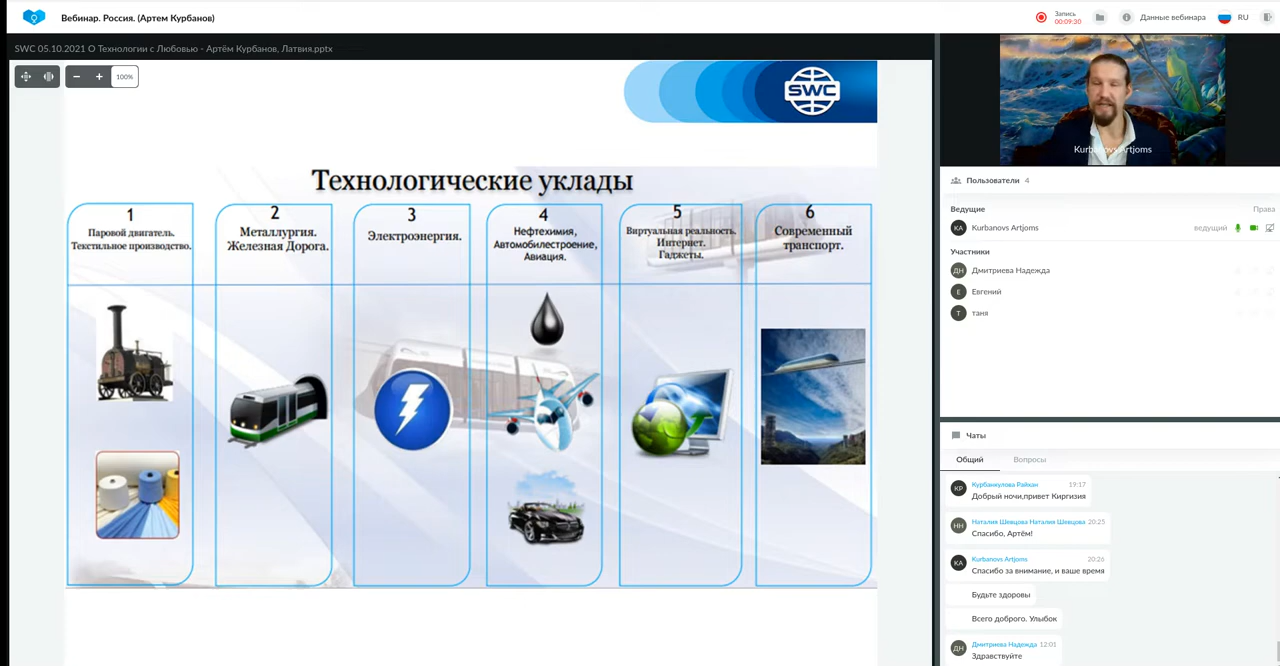 Вебинар. Россия. (Артем Курбанов)
Запись
00:09:30
Данные вебинара
RU
SWC 05.10.2021 О Технологии с Любовью - Артём Курбанов, Латвия.pptx
100%
SWC
Технологические уклады
1
Паровой двигатель.
Текстильное производство.
2
Металлургия.
Железная Дорога.
3
Электроэнергия.
4
Нефтехимия,
Автомобилестроение,
Авиация.
5
Виртуальная реальность.
Интернет.
Гаджеты.
6
Современный
транспорт.
Kurbanovs Artjoms
Пользователи 4
Ведущие Права
KA Kurbanovs Artjoms ведущий
Участники
ДН Дмитриева Надежда
Е Евгений
Т таня
Чаты
Общий Вопросы
КР Курбанкулова Райкан 19:17
Добрый ночи,привет Киргизия
НН Наталия Шевцова Наталия Шевцова 20:25
Спасибо, Артём!
KA Kurbanovs Artjoms 20:26
Спасибо за внимание, и ваше время
Будьте здоровы
Всего доброго. Улыбок
ДН Дмитриева Надежда 12:01
Здравствуйте